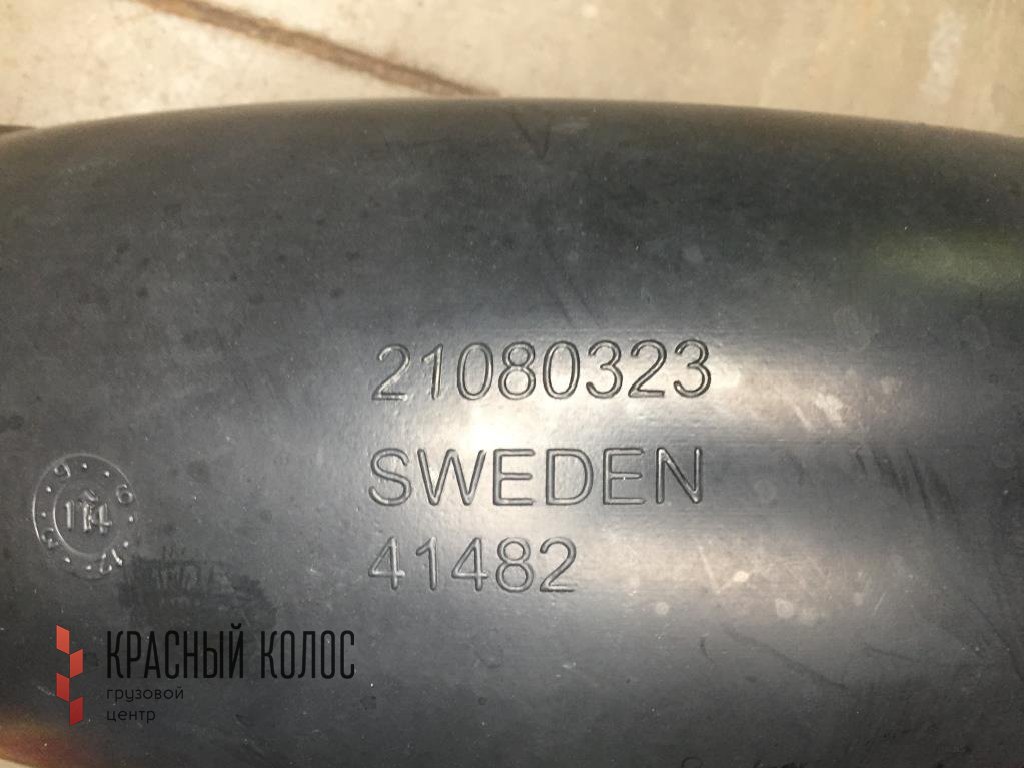 21080323
SWEDEN
41482
КРАСНЫЙ КОЛОС
грузовой
центр